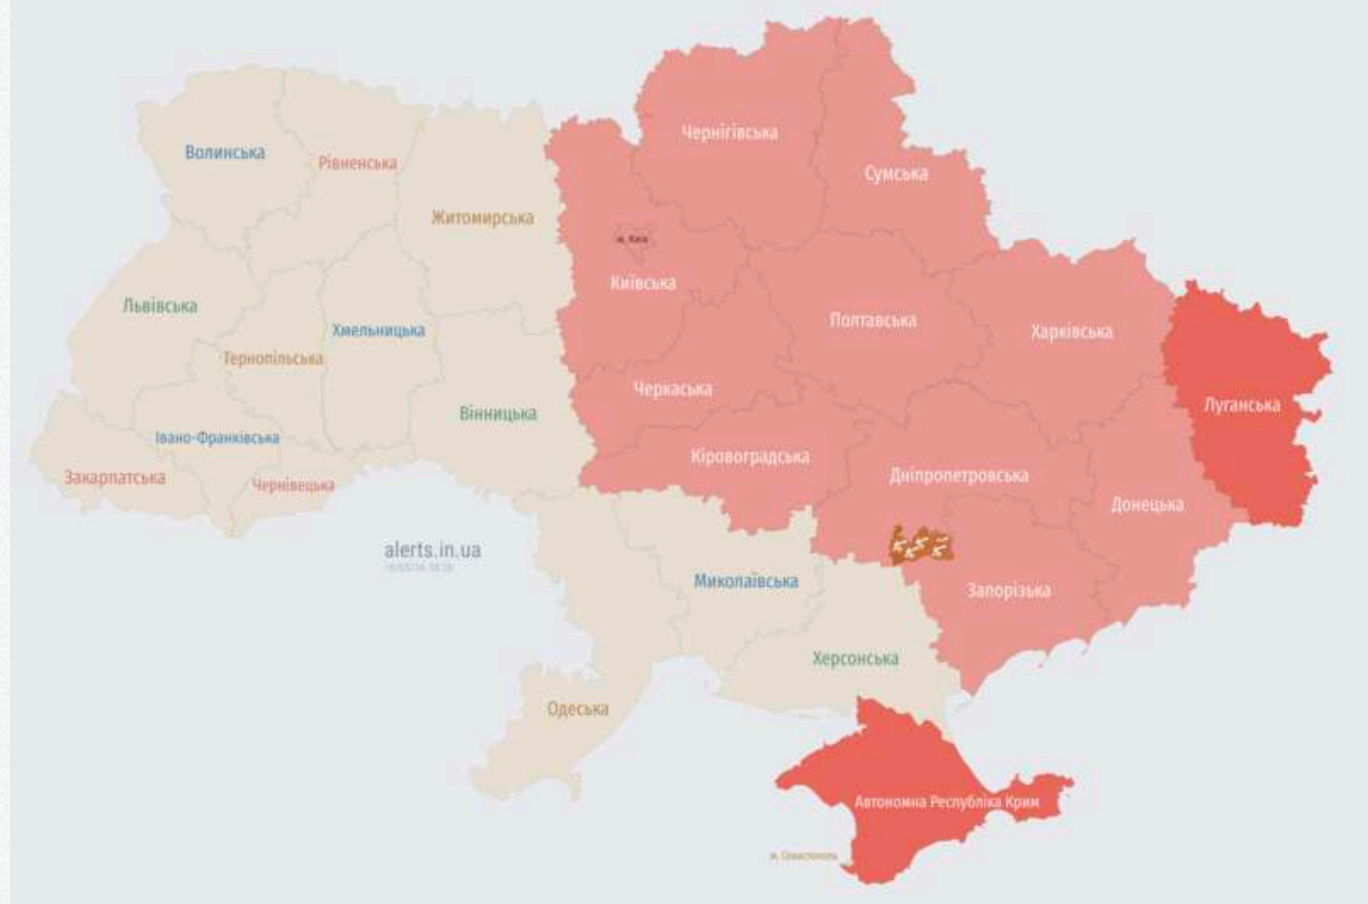 Чернігівська
Волинська
Рівненська
Сумська
Житомирська
м. Київ
Київська
Львівська
Полтавська
Хмельницька
Харківська
Тернопільська
Черкаська
Луганська
Вінницька
Івано-Франківська
Кіровоградська
Закарпатська
Дніпропетровська
Чернівецька
Донецька
alerts.in.ua
Миколаївська
Запорізька
Херсонська
Одеська
Автономна Республіка Крим
м. Севастополь